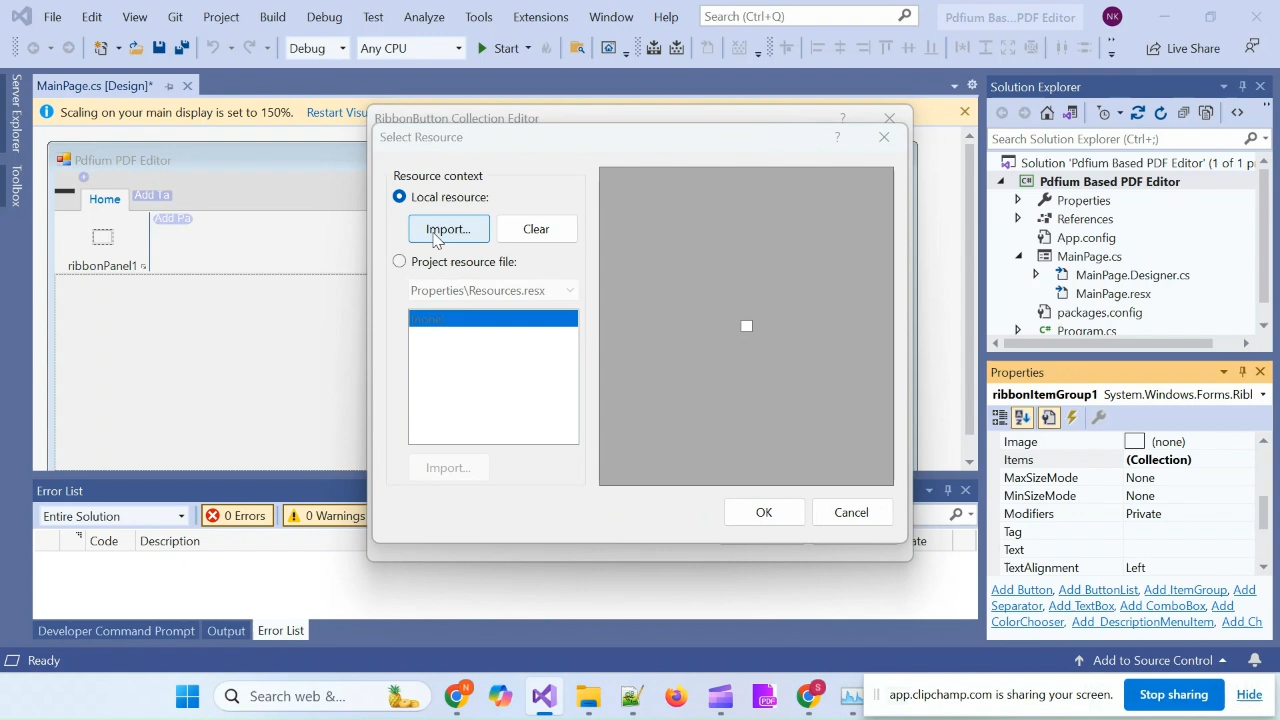 File Edit View Git Project Build Debug Test Analyze Tools Extensions Window Help Search (Ctrl+Q) Pdfium Bas...PDF Editor NK
Debug Any CPU Start Live Share
Server Explorer
Toolbox
MainPage.cs [Design]*
Scaling on your main display is set to 150%. Restart Visu
Pdfium PDF Editor
Home Add Ta
Add Pa
ribbonPanel1
RibbonButton Collection Editor ?
Select Resource ?
Resource context
Local resource:
Import... Clear
Project resource file:
Properties\Resources.resx
Import...
OK Cancel
Solution Explorer
Search Solution Explorer (Ctrl+;)
Solution 'Pdfium Based PDF Editor' (1 of 1 p
Pdfium Based PDF Editor
Properties
References
App.config
MainPage.cs
MainPage.Designer.cs
MainPage.resx
packages.config
Program.cs
Properties
ribbonItemGroup1 System.Windows.Forms.Ribl
Image (none)
Items (Collection)
MaxSizeMode None
MinSizeMode None
Modifiers Private
Tag
Text
TextAlignment Left
Add Button, Add ButtonList, Add ItemGroup, Add
Separator, Add TextBox, Add ComboBox, Add
ColorChooser, Add DescriptionMenuItem, Add Ch
Error List
Entire Solution 0 Errors 0 Warnings
Code Description ate
Developer Command Prompt Output Error List
Ready Add to Source Control
Search web &... app.clipchamp.com is sharing your screen. Stop sharing Hide